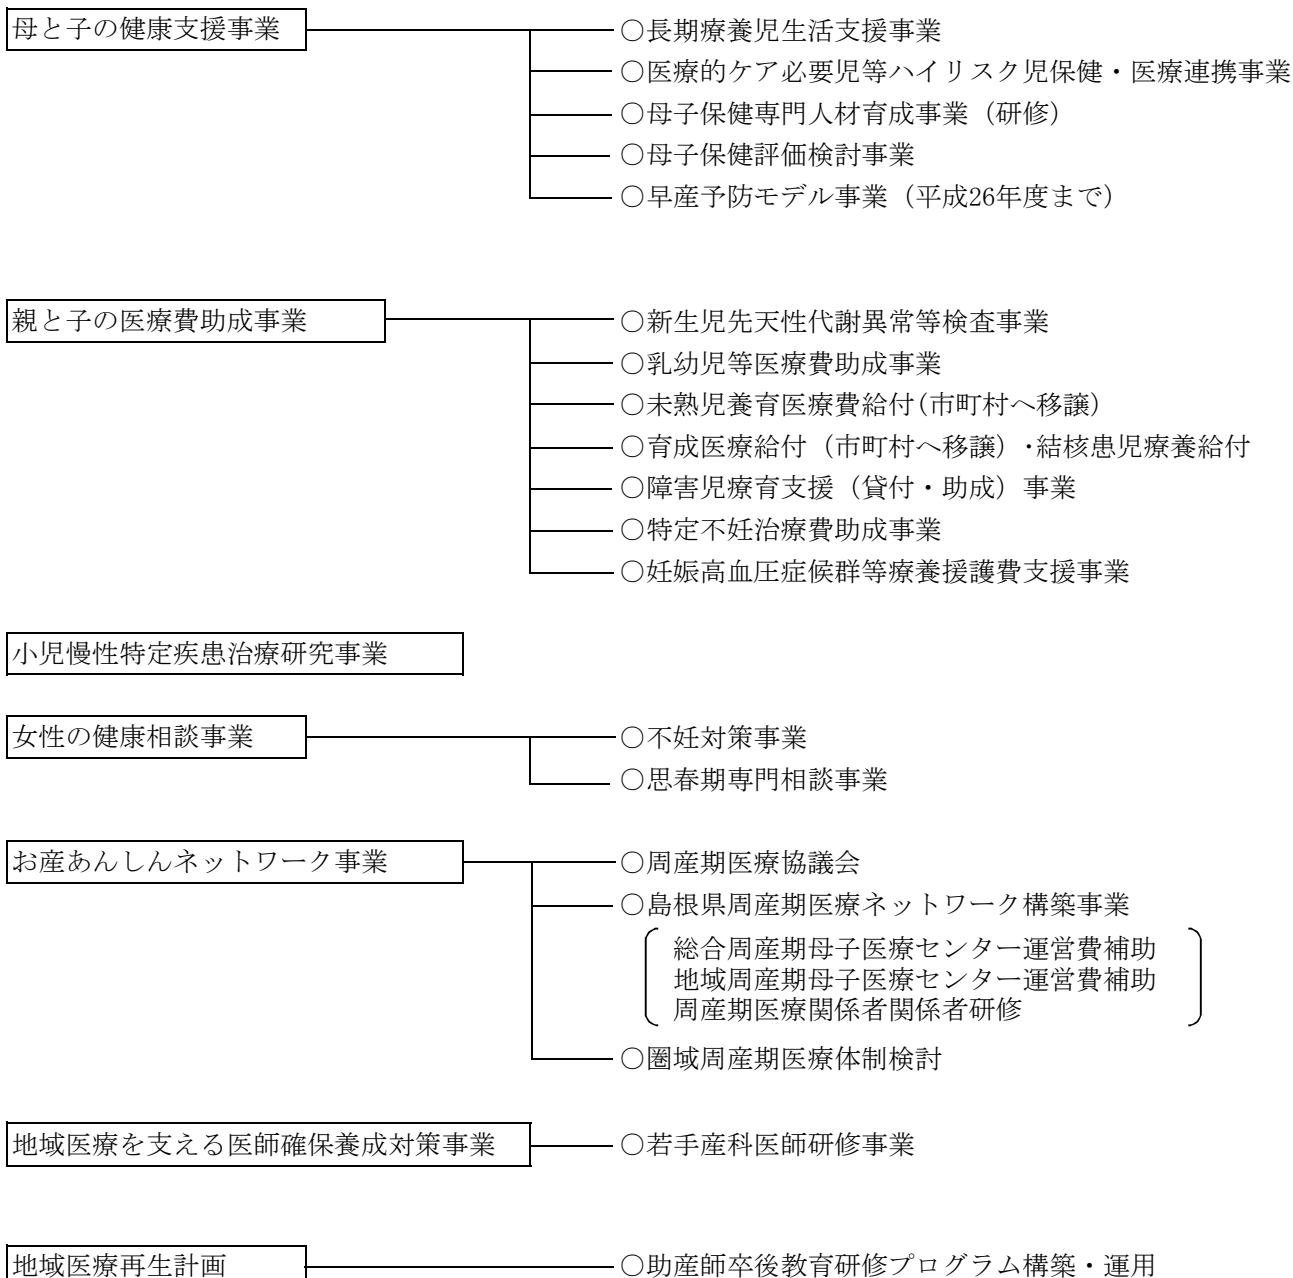 母と子の健康支援事業
○長期療養児生活支援事業
○医療的ケア必要児等ハイリスク児保健・医療連携事業
○母子保健専門人材育成事業（研修）
○母子保健評価検討事業
○早産予防モデル事業（平成26年度まで）
親と子の医療費助成事業
○新生児先天性代謝異常等検査事業
○乳幼児等医療費助成事業
○未熟児養育医療費給付(市町村へ移譲)
○育成医療給付（市町村へ移譲）･結核患児療養給付
○障害児療育支援（貸付・助成）事業
○特定不妊治療費助成事業
○妊娠高血圧症候群等療養援護費支援事業
小児慢性特定疾患治療研究事業
女性の健康相談事業
○不妊対策事業
○思春期専門相談事業
お産あんしんネットワーク事業
○周産期医療協議会
○島根県周産期医療ネットワーク構築事業
総合周産期母子医療センター運営費補助
地域周産期母子医療センター運営費補助
周産期医療関係者関係者研修
○圏域周産期医療体制検討
地域医療を支える医師確保養成対策事業
○若手産科医師研修事業
地域医療再生計画
○助産師卒後教育研修プログラム構築・運用